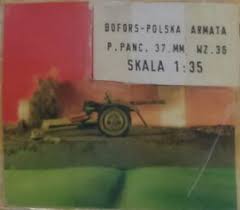 BOFORS-POLSKA ARMATA
P.PANC. 37.MM WZ.36
SKALA 1:35